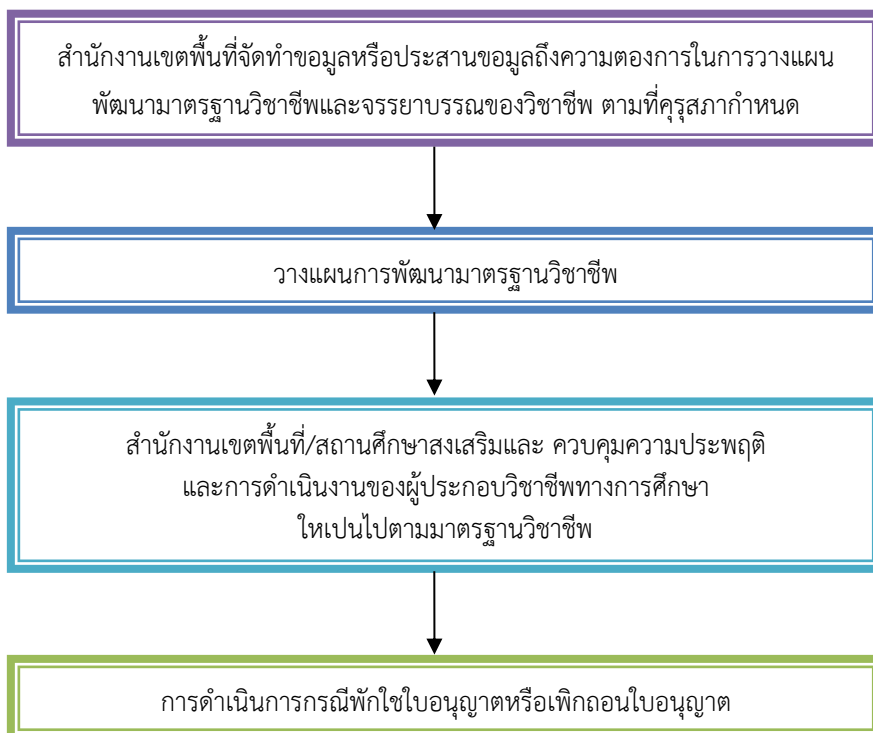 สำนักงานเขตพื้นที่จัดทำขอมูลหรือประสานขอมูลถึงความตองการในการวางแผน
พัฒนามาตรฐานวิชาชีพและจรรยาบรรณของวิชาชีพ ตามที่คุรุสภากำหนด
วางแผนการพัฒนามาตรฐานวิชาชีพ
สำนักงานเขตพื้นที่/สถานศึกษาสงเสริมและ ควบคุมความประพฤติ
และการดำเนินงานของผู้ประกอบวิชาชีพทางการศึกษา
ใหเปนไปตามมาตรฐานวิชาชีพ
การดำเนินการกรณีพักใชใบอนุญาตหรือเพิกถอนใบอนุญาต